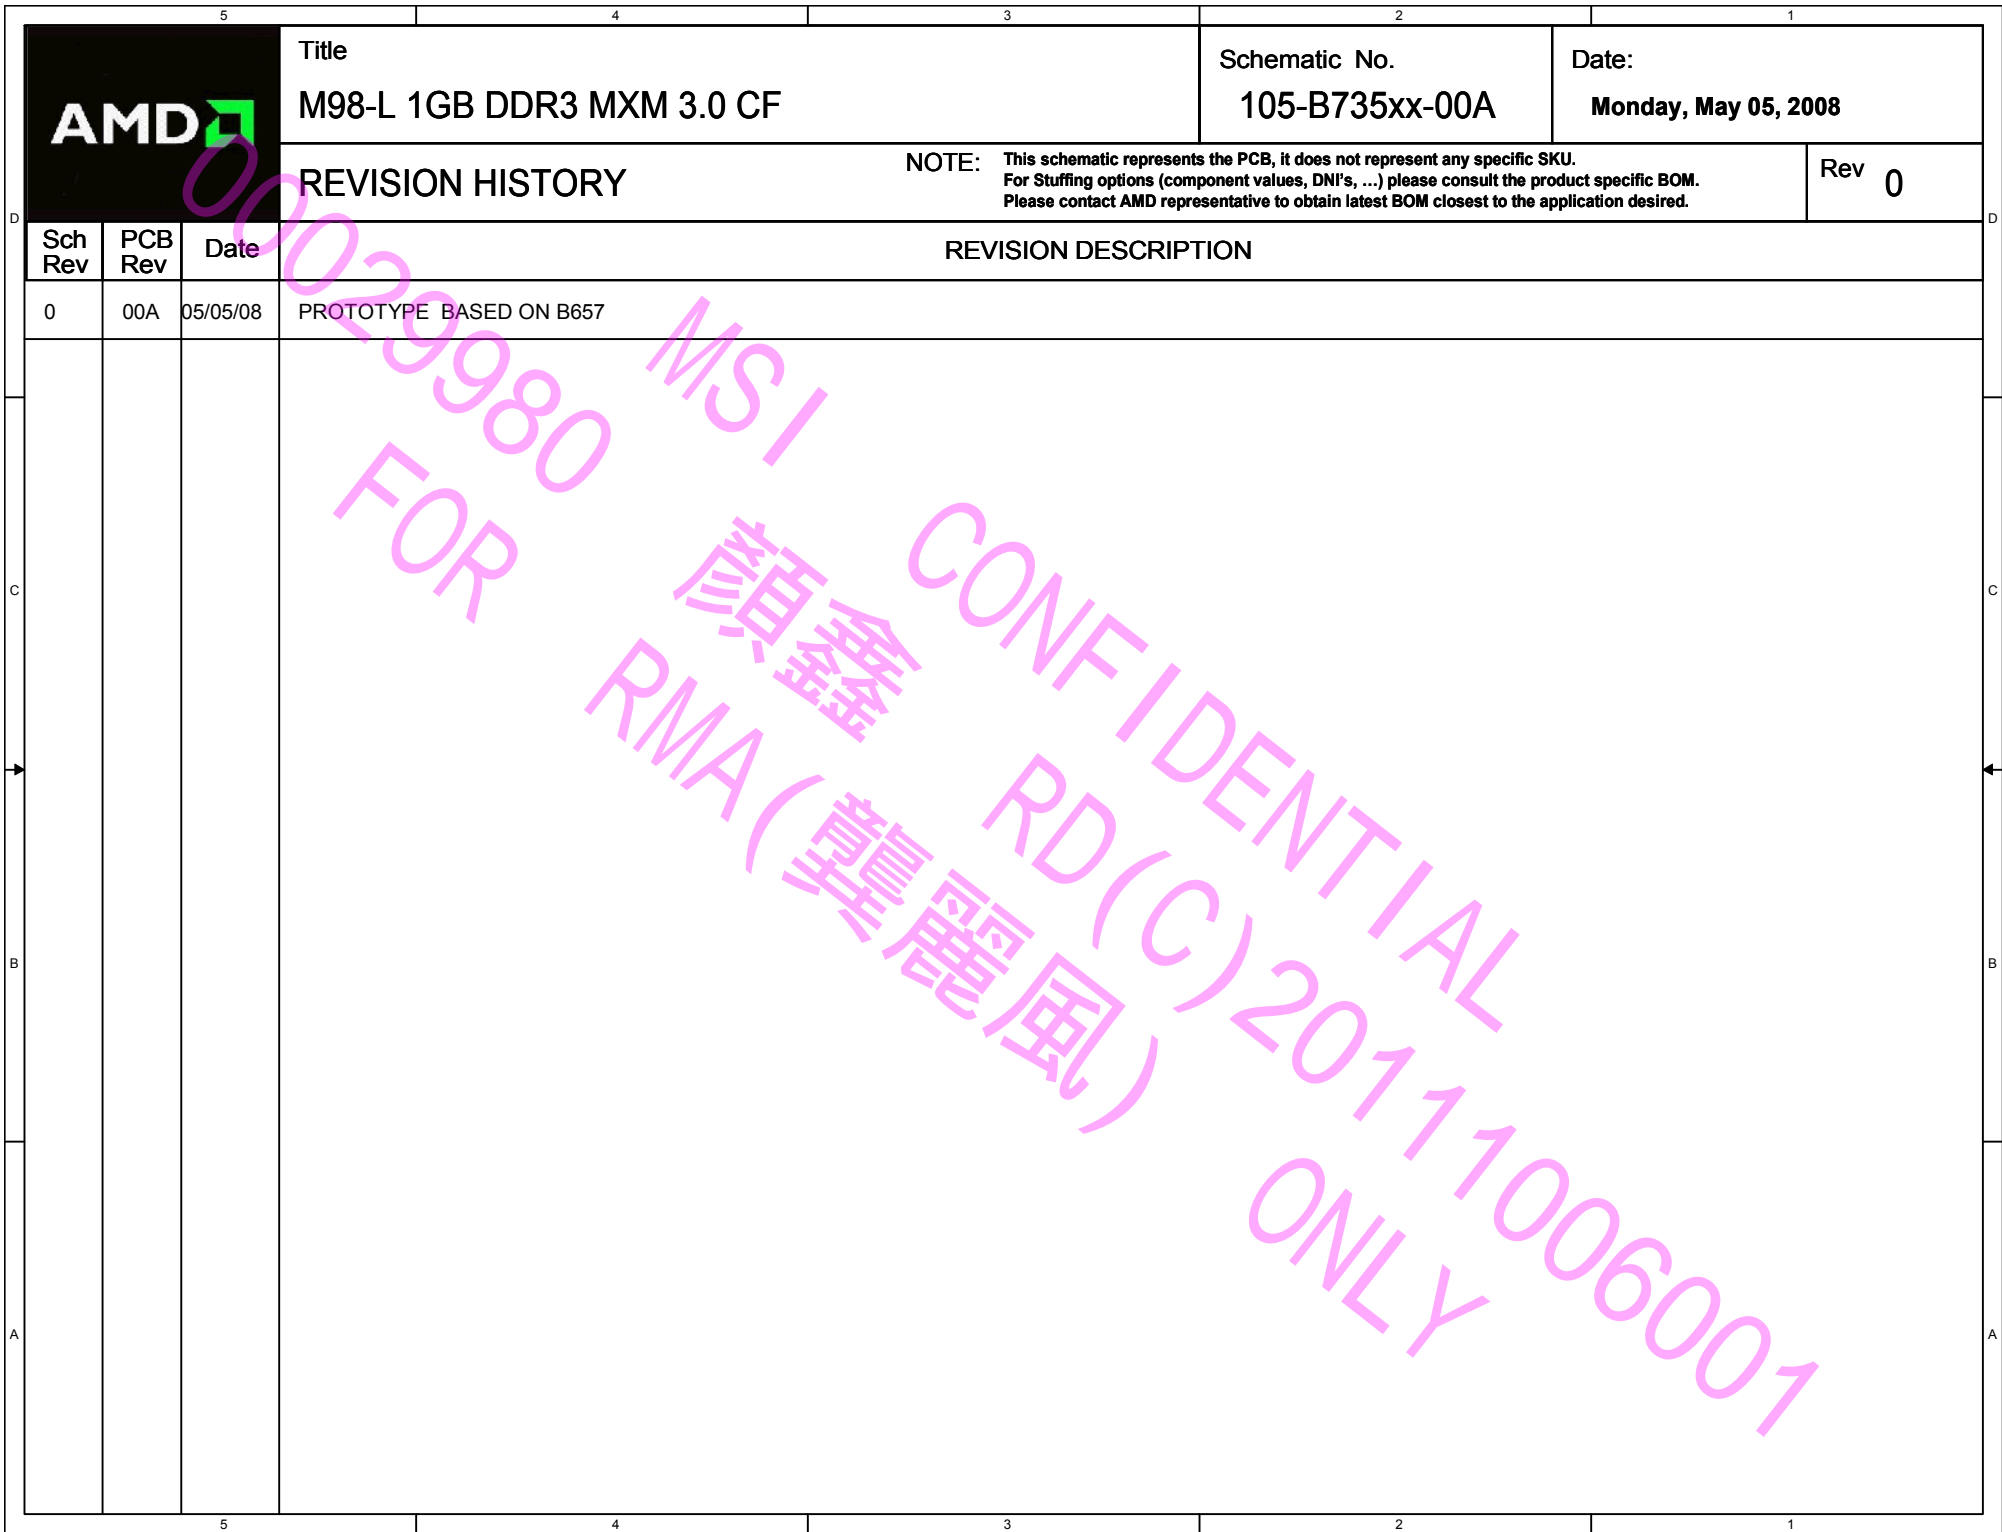 5 4 3 2 1
AMD
Title
M98-L 1GB DDR3 MXM 3.0 CF
Schematic No.
105-B735xx-00A
Date:
Monday, May 05, 2008
REVISION HISTORY
NOTE:
This schematic represents the PCB, it does not represent any specific SKU.
For Stuffing options (component values, DNI's, ...) please consult the product specific BOM.
Please contact AMD representative to obtain latest BOM closest to the application desired.
Rev 0
D D
Sch Rev
PCB Rev
Date
REVISION DESCRIPTION
0 00A 05/05/08 PROTOTYPE BASED ON B657
MSI CONFIDENTIAL
00029980 顏鑫 RD(C)2011006001
FOR RMA(龔麗風) ONLY
C C
B B
A A
5 4 3 2 1